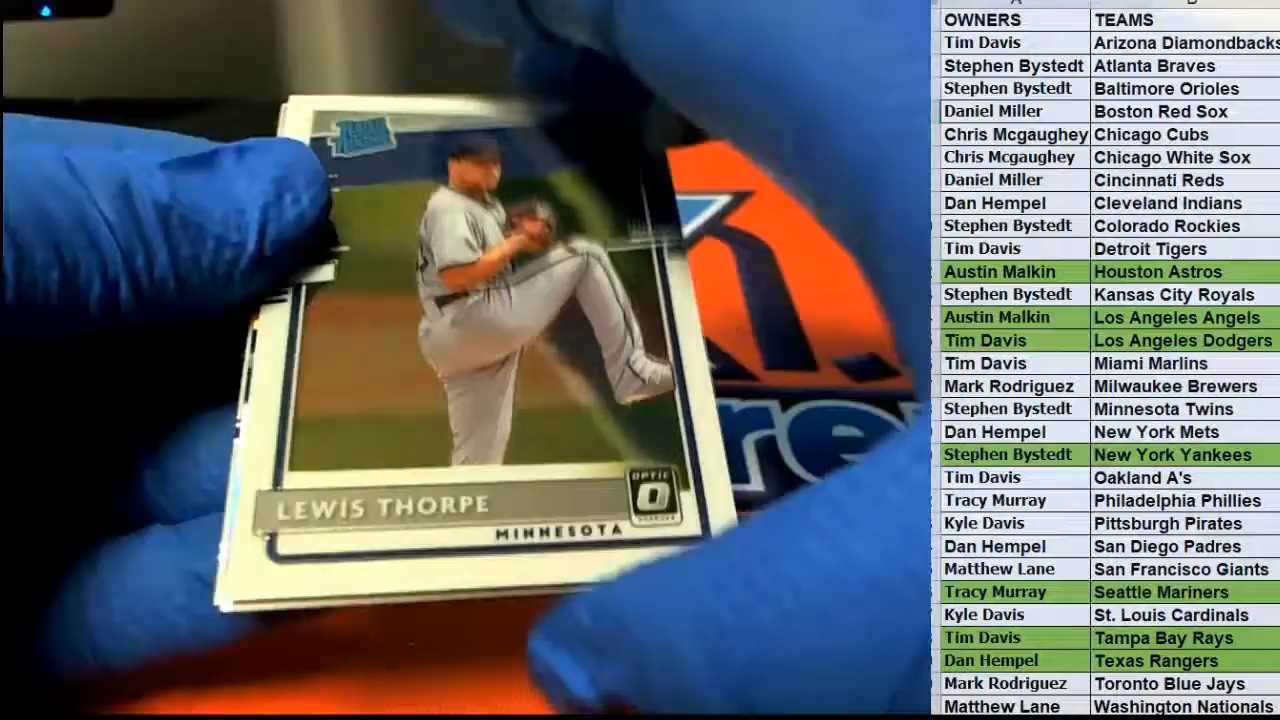 LEWIS THORPE
MINNESOTA
OPTIC
OWNERS TEAMS
Tim Davis Arizona Diamondbacks
Stephen Bystedt Atlanta Braves
Stephen Bystedt Baltimore Orioles
Daniel Miller Boston Red Sox
Chris Mcgaughey Chicago Cubs
Chris Mcgaughey Chicago White Sox
Daniel Miller Cincinnati Reds
Dan Hempel Cleveland Indians
Stephen Bystedt Colorado Rockies
Tim Davis Detroit Tigers
Austin Malkin Houston Astros
Stephen Bystedt Kansas City Royals
Austin Malkin Los Angeles Angels
Tim Davis Los Angeles Dodgers
Tim Davis Miami Marlins
Mark Rodriguez Milwaukee Brewers
Stephen Bystedt Minnesota Twins
Dan Hempel New York Mets
Stephen Bystedt New York Yankees
Tim Davis Oakland A's
Tracy Murray Philadelphia Phillies
Kyle Davis Pittsburgh Pirates
Dan Hempel San Diego Padres
Matthew Lane San Francisco Giants
Tracy Murray Seattle Mariners
Kyle Davis St. Louis Cardinals
Tim Davis Tampa Bay Rays
Dan Hempel Texas Rangers
Mark Rodriguez Toronto Blue Jays
Matthew Lane Washington Nationals